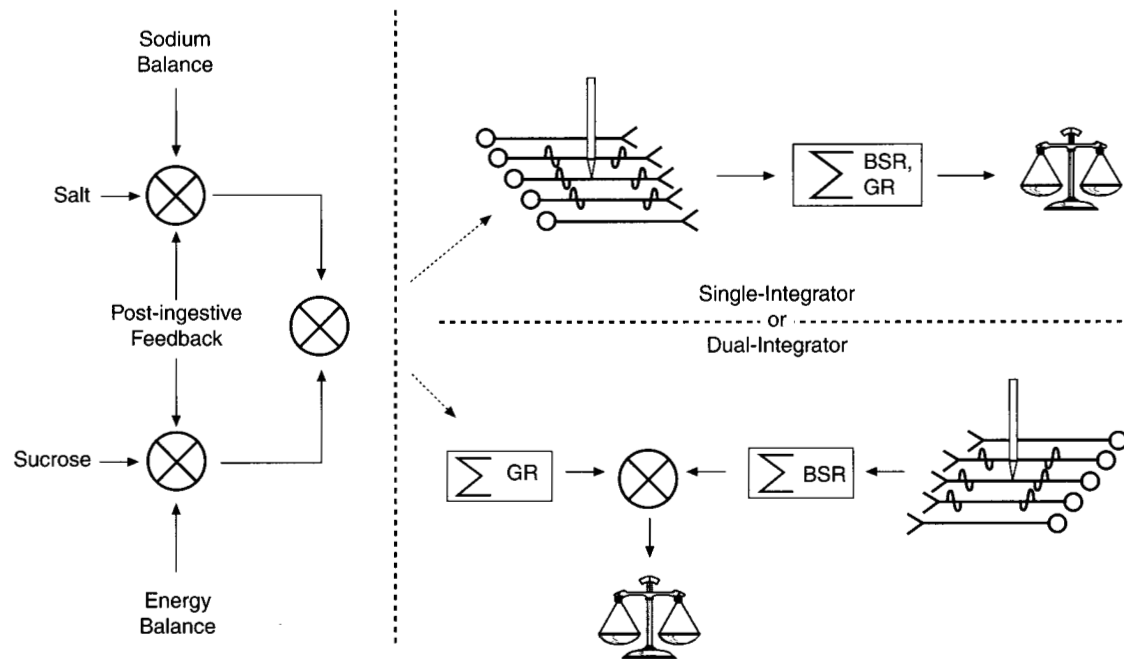 Sodium
Balance
Salt
Post-ingestive
Feedback
Sucrose
Energy
Balance
BSR,
GR
Single-Integrator
or
Dual-Integrator
GR
BSR